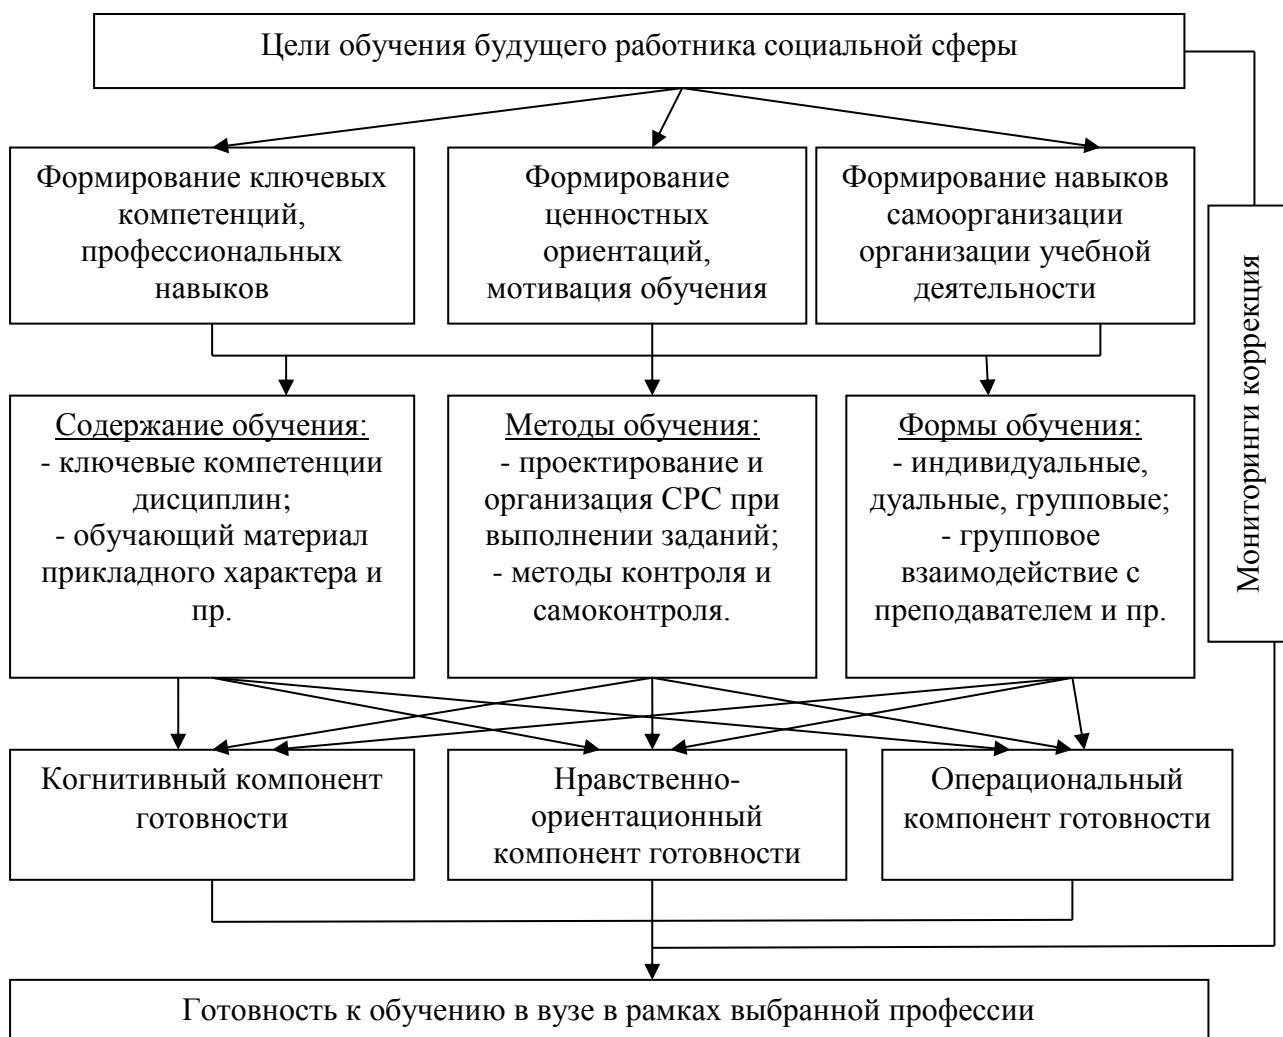 Цели обучения будущего работника социальной сферы
Формирование ключевых
компетенций,
профессиональных
навыков
Формирование
ценностных
ориентаций,
мотивация обучения
Формирование навыков
самоорганизации
организации учебной
деятельности
Мониторинги коррекция
Содержание обучения:
- ключевые компетенции
дисциплин;
- обучающий материал
прикладного характера и
пр.
Методы обучения:
- проектирование и
организация СРС при
выполнении заданий;
- методы контроля и
самоконтроля.
Формы обучения:
- индивидуальные,
дуальные, групповые;
- групповое
взаимодействие с
преподавателем и пр.
Когнитивный компонент
готовности
Нравственно-
ориентационный
компонент готовности
Операциональный
компонент готовности
Готовность к обучению в вузе в рамках выбранной профессии